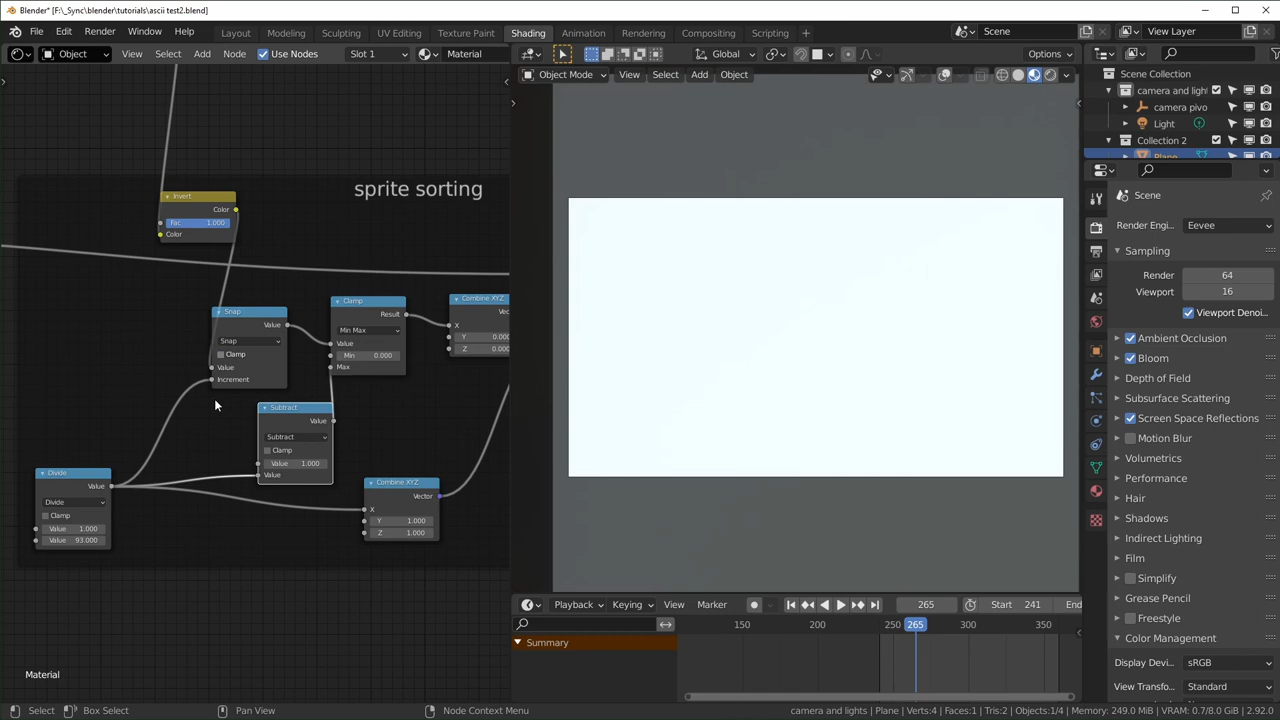 Blender* [F:\_Sync\blender\tutorials\ascii test2.blend]
File Edit Render Window Help Layout Modeling Sculpting UV Editing Texture Paint Shading Animation Rendering Compositing Scripting + Scene View Layer
Object View Select Add Node Use Nodes Slot 1 Material Global Options
Object Mode View Select Add Object
Scene Collection
camera and light
camera pivo
Light
Collection 2
Plane
Scene
Render Engi... Eevee
Sampling
Render 64
Viewport 16
Viewport Denoi...
Ambient Occlusion
Bloom
Depth of Field
Subsurface Scattering
Screen Space Reflections
Motion Blur
Volumetrics
Performance
Hair
Shadows
Indirect Lighting
Film
Simplify
Grease Pencil
Freestyle
Color Management
Display Devi... sRGB
View Transfo... Standard
sprite sorting
Invert
Color
Fac 1.000
Color
Snap
Value
Snap
Clamp
Value
Increment
Clamp
Result
Min Max
Value
Min 0.000
Max
Combine XYZ
Vec
X
Y 0.000
Z 0.000
Subtract
Value
Subtract
Clamp
Value 1.000
Value
Divide
Value
Divide
Clamp
Value 1.000
Value 93.000
Combine XYZ
Vector
X
Y 1.000
Z 1.000
Material
Playback Keying View Marker 265 Start 241 End
150 200 250 265 300 350
Summary
Select Box Select Pan View Node Context Menu camera and lights | Plane | Verts:4 | Faces:1 | Tris:2 | Objects:1/4 | Memory: 249.0 MiB | VRAM: 0.7/8.0 GiB | 2.92.0